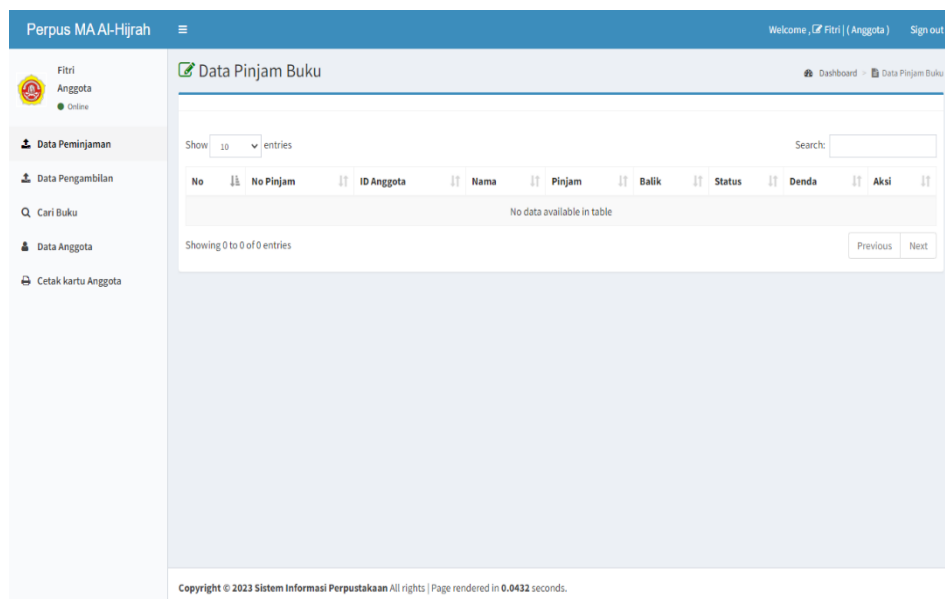 Perpus MA Al-Hijrah
Welcome , Fitri | ( Anggota ) Sign out
Fitri
Anggota
Online
Data Peminjaman
Data Pengambilan
Cari Buku
Data Anggota
Cetak kartu Anggota
Data Pinjam Buku
Dashboard > Data Pinjam Buku
Show 10 entries Search:
No No Pinjam ID Anggota Nama Pinjam Balik Status Denda Aksi
No data available in table
Showing 0 to 0 of 0 entries Previous Next
Copyright © 2023 Sistem Informasi Perpustakaan All rights | Page rendered in 0.0432 seconds.